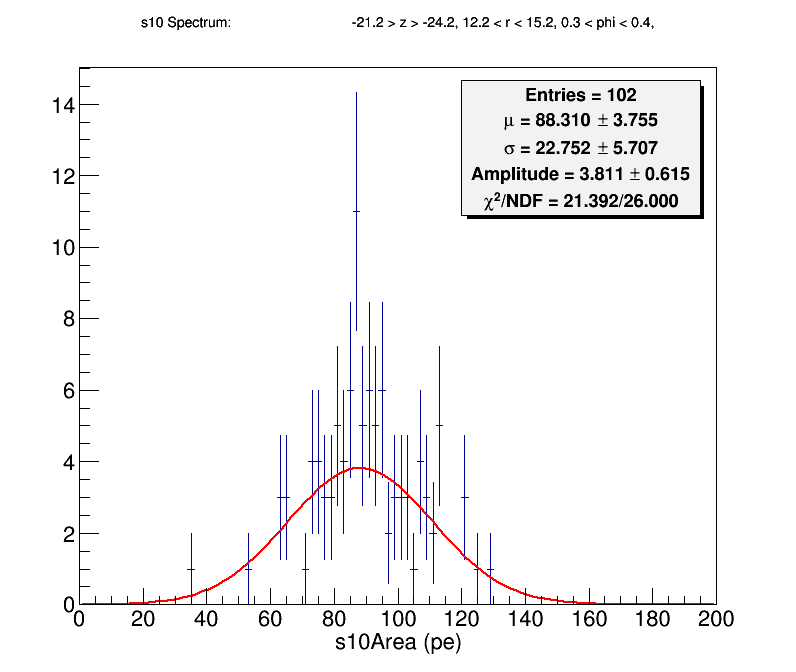 s10 Spectrum: -21.2 > z > -24.2, 12.2 < r < 15.2, 0.3 < phi < 0.4,
Entries = 102
μ = 88.310 ± 3.755
σ = 22.752 ± 5.707
Amplitude = 3.811 ± 0.615
χ²/NDF = 21.392/26.000
14
12
10
8
6
4
2
0
0 20 40 60 80 100 120 140 160 180 200
s10Area (pe)